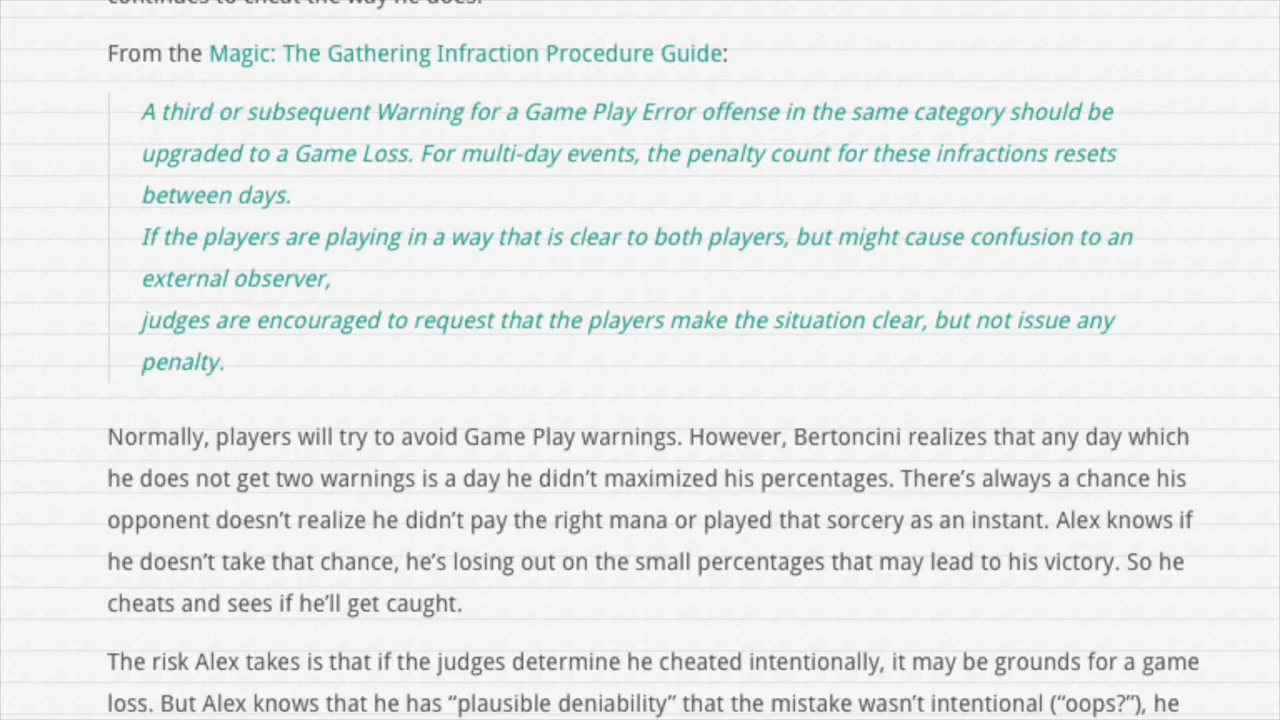 continues to cheat the way he does.
From the Magic: The Gathering Infraction Procedure Guide:
A third or subsequent Warning for a Game Play Error offense in the same category should be
upgraded to a Game Loss. For multi-day events, the penalty count for these infractions resets
between days.
If the players are playing in a way that is clear to both players, but might cause confusion to an
external observer,
judges are encouraged to request that the players make the situation clear, but not issue any
penalty.
Normally, players will try to avoid Game Play warnings. However, Bertoncini realizes that any day which
he does not get two warnings is a day he didn’t maximized his percentages. There’s always a chance his
opponent doesn’t realize he didn’t pay the right mana or played that sorcery as an instant. Alex knows if
he doesn’t take that chance, he’s losing out on the small percentages that may lead to his victory. So he
cheats and sees if he’ll get caught.
The risk Alex takes is that if the judges determine he cheated intentionally, it may be grounds for a game
loss. But Alex knows that he has “plausible deniability” that the mistake wasn’t intentional (“oops?”), he